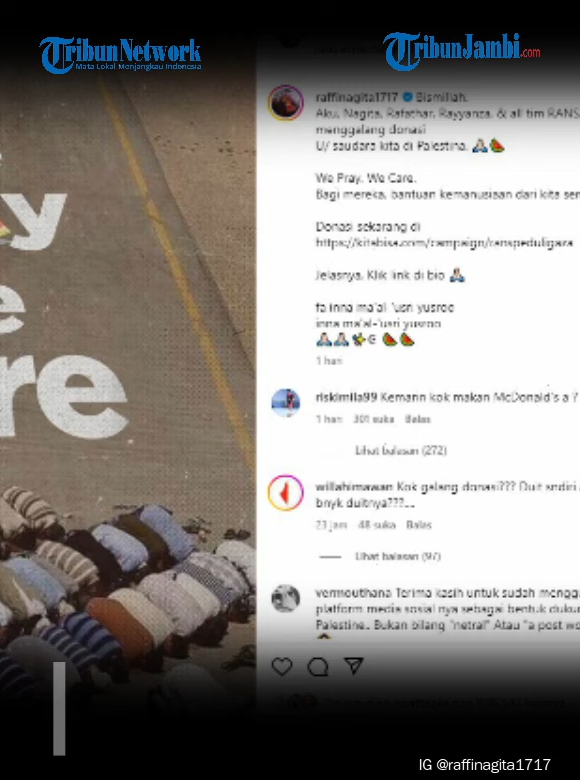 TribunNetwork
Mata Lokal Menjangkau Indonesia
TribunJambi.com
raffinagita1717 Bismillah.
Aku, Nagita, Rafathar, Rayyanza, & all tim RANS
menggalang donasi
U/ saudara kita di Palestina. 🙏🏻🍉
We Pray. We Care.
Bagi mereka, bantuan kemanusiaan dari kita
Donasi sekarang di
https://kitabisa.com/campaign/ranspeduligaza
Jelasnya, Klik link di bio 🙏🏻
fa inna ma'al-'usri yusroo
inna ma'al-'usri yusroo
1 hari
riskimila99 Kemarin kok makan McDonald's a ?
1 hari 301 suka Balas
Lihat balasan (272)
willahimawan Kok galang donasi??? Duit sndiri
bnyk duitnya???....
23 jam 48 suka Balas
Lihat balasan (97)
vermouthana Terima kasih untuk sudah
platform media sosial nya sebagai bentuk
Palestine.. Bukan bilang "netral" Atau "a post
y
e
re
IG @raffinagita1717